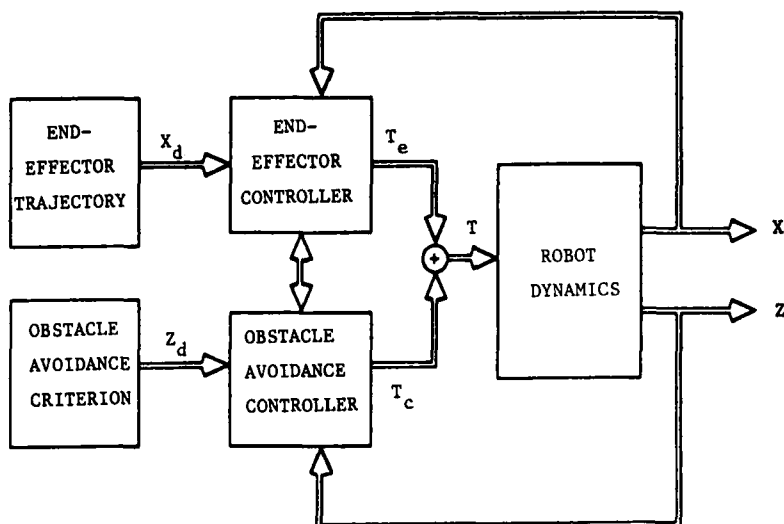 END-
EFFECTOR
TRAJECTORY
X_d
END-
EFFECTOR
CONTROLLER
T_e
T
+
ROBOT
DYNAMICS
X
Z
OBSTACLE
AVOIDANCE
CRITERION
Z_d
OBSTACLE
AVOIDANCE
CONTROLLER
T_c